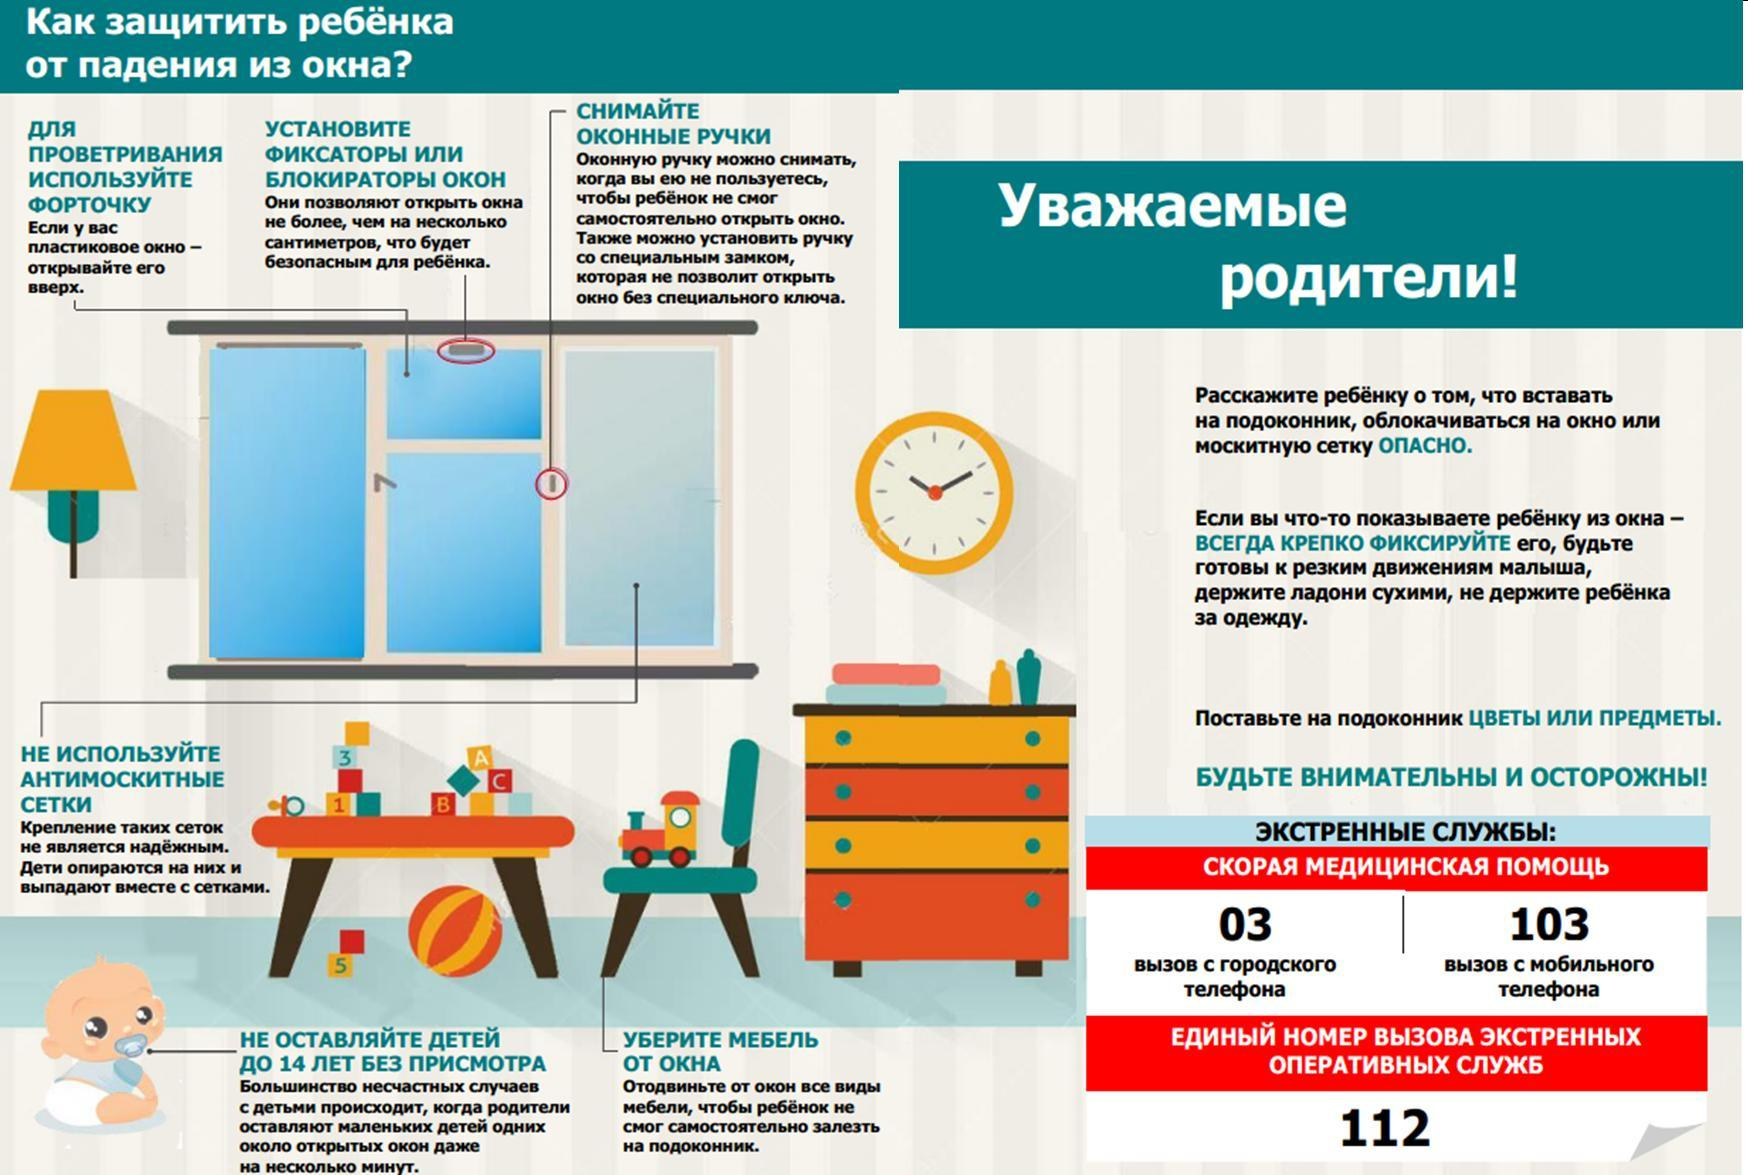 Как защитить ребёнка
от падения из окна?
ДЛЯ
ПРОВЕТРИВАНИЯ
ИСПОЛЬЗУЙТЕ
ФОРТОЧКУ
Если у вас
пластиковое окно –
открывайте его
вверх.
УСТАНОВИТЕ
ФИКСАТОРЫ ИЛИ
БЛОКИРАТОРЫ ОКОН
Они позволяют открыть окна
не более, чем на несколько
сантиметров, что будет
безопасным для ребёнка.
СНИМАЙТЕ
ОКОННЫЕ РУЧКИ
Оконную ручку можно снимать,
когда вы ею не пользуетесь,
чтобы ребёнок не смог
самостоятельно открыть окно.
Также можно установить ручку
со специальным замком,
которая не позволит открыть
окно без специального ключа.
НЕ ИСПОЛЬЗУЙТЕ
АНТИМОСКИТНЫЕ
СЕТКИ
Крепление таких сеток
не является надёжным.
Дети опираются на них и
выпадают вместе с сетками.
3
1
A
C
B
5
НЕ ОСТАВЛЯЙТЕ ДЕТЕЙ
ДО 14 ЛЕТ БЕЗ ПРИСМОТРА
Большинство несчастных случаев
с детьми происходит, когда родители
оставляют маленьких детей одних
около открытых окон даже
на несколько минут.
УБЕРИТЕ МЕБЕЛЬ
ОТ ОКНА
Отодвиньте от окон все виды
мебели, чтобы ребёнок не
смог самостоятельно залезть
на подоконник.
Уважаемые
родители!
Расскажите ребёнку о том, что вставать
на подоконник, облокачиваться на окно или
москитную сетку ОПАСНО.
Если вы что-то показываете ребёнку из окна –
ВСЕГДА КРЕПКО ФИКСИРУЙТЕ его, будьте
готовы к резким движениям малыша,
держите ладони сухими, не держите ребёнка
за одежду.
Поставьте на подоконник ЦВЕТЫ ИЛИ ПРЕДМЕТЫ.
БУДЬТЕ ВНИМАТЕЛЬНЫ И ОСТОРОЖНЫ!
ЭКСТРЕННЫЕ СЛУЖБЫ:
СКОРАЯ МЕДИЦИНСКАЯ ПОМОЩЬ
03
вызов с городского
телефона
103
вызов с мобильного
телефона
ЕДИНЫЙ НОМЕР ВЫЗОВА ЭКСТРЕННЫХ
ОПЕРАТИВНЫХ СЛУЖБ
112